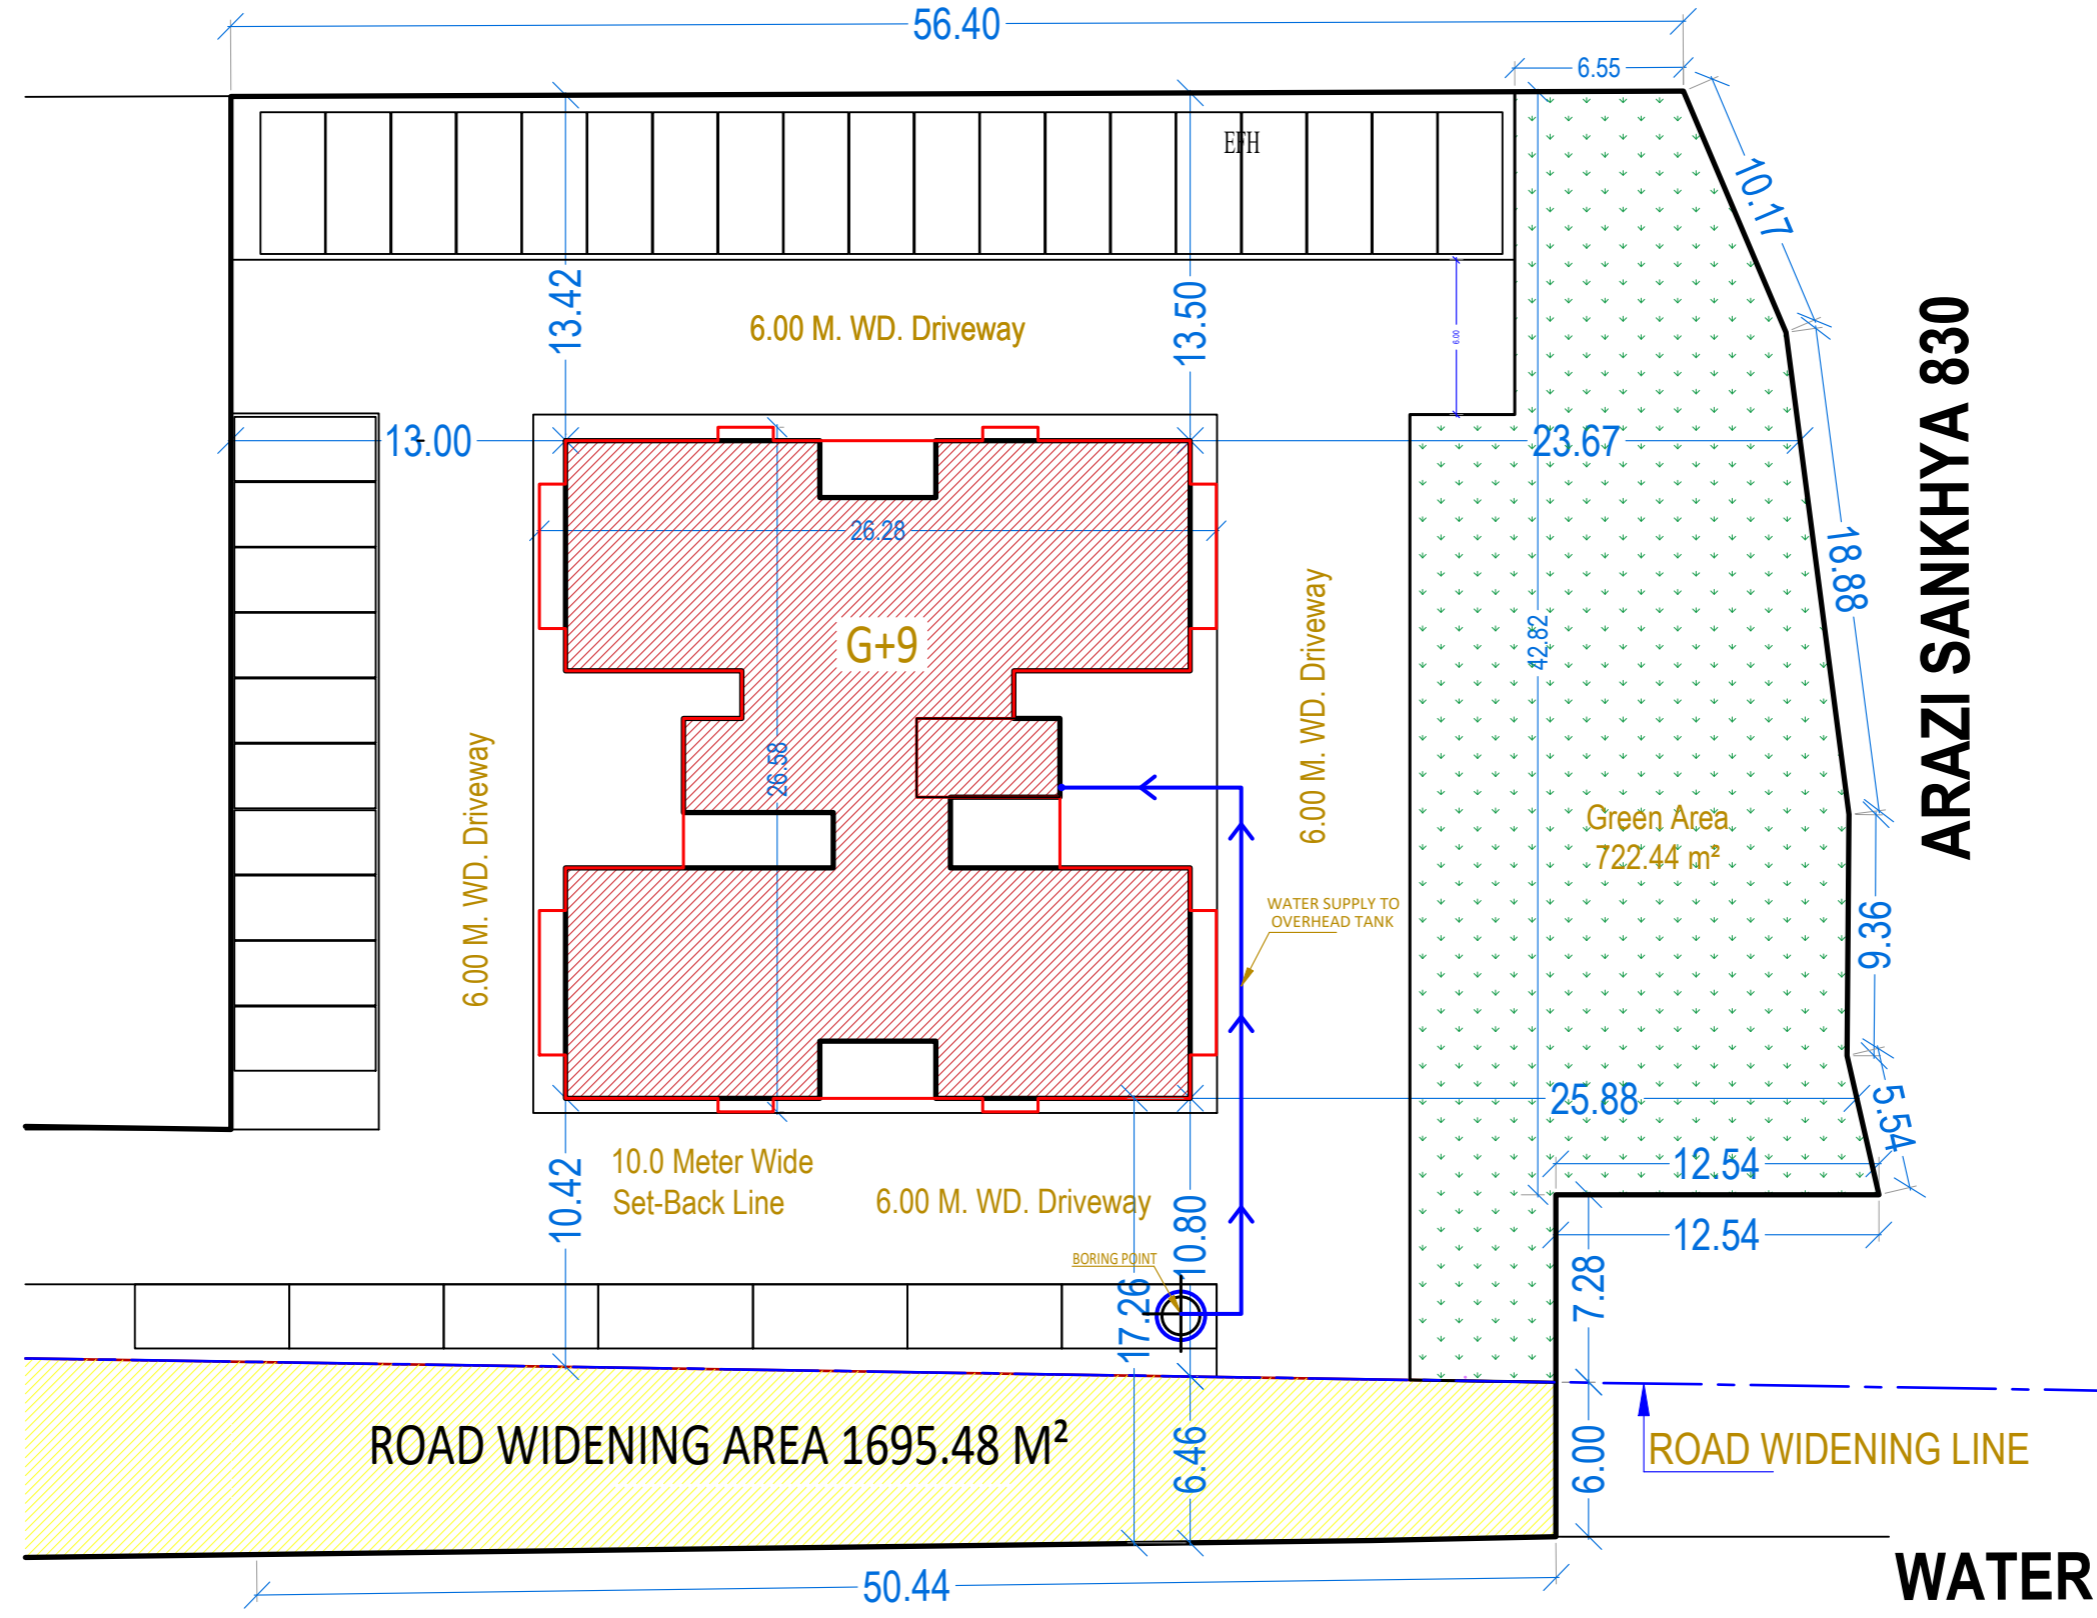 56.40
6.55
EFH
10.17
13.42
13.50
6.00 M. WD. Driveway
6.00
ARAZI SANKHYA 830
13.00
23.67
26.28
18.88
G+9
42.82
6.00 M. WD. Driveway
26.58
6.00 M. WD. Driveway
Green Area
722.44 m²
WATER SUPPLY TO
OVERHEAD TANK
9.36
25.88
5.54
10.0 Meter Wide
Set-Back Line
6.00 M. WD. Driveway
12.54
10.42
10.80
12.54
BORING POINT
7.28
17.26
ROAD WIDENING AREA 1695.48 M²
6.46
6.00
ROAD WIDENING LINE
50.44
WATER